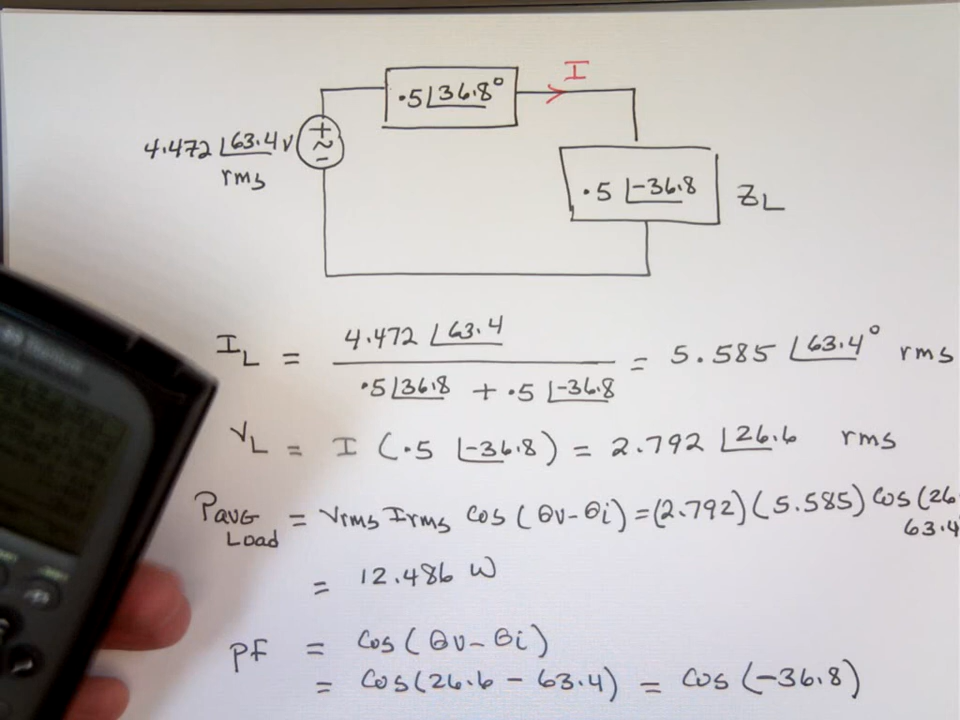 I
.5∠36.8°
4.472∠63.4 V
rms
+
~
-
.5∠-36.8
ZL
IL = 4.472∠63.4 / .5∠36.8 + .5∠-36.8 = 5.585∠63.4° rms
VL = I (.5∠-36.8) = 2.792∠26.6 rms
PAVG Load = Vrms Irms cos(θv-θi) = (2.792)(5.585) cos(26
63.4
= 12.486 W
PF = cos(θv-θi)
= cos(26.6 - 63.4) = cos(-36.8)